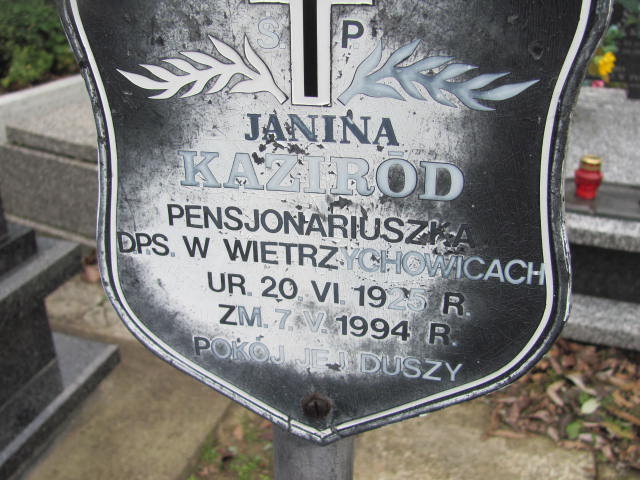 Ś. P.
JANINA
KAZIRÓD
PENSJONARIUSZKA
DPS. W WIETRZYCHOWICACH
UR. 20 VI. 1925 R.
ZM. 7. V. 1994 R.
POKÓJ JEJ DUSZY